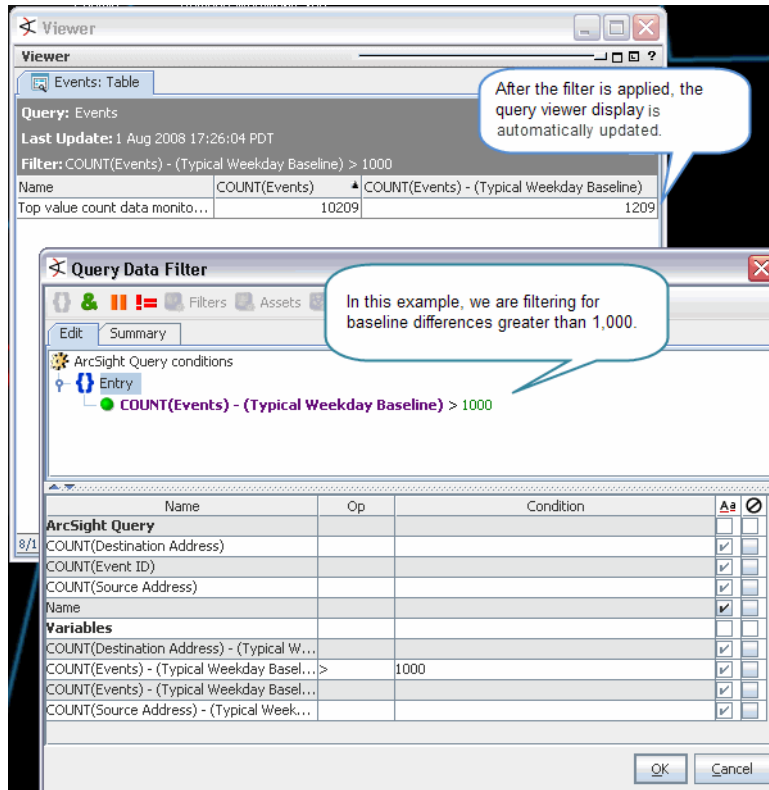 Viewer
Viewer
?
Events: Table
After the filter is applied, the
query viewer display is
automatically updated.
Query: Events
Last Update: 1 Aug 2008 17:26:04 PDT
Filter: COUNT(Events) - (Typical Weekday Baseline) > 1000
Name COUNT(Events) COUNT(Events) - (Typical Weekday Baseline)
Top value count data monito... 10209 1209
Query Data Filter
& || != Filters Assets
In this example, we are filtering for
baseline differences greater than 1,000.
Edit Summary
ArcSight Query conditions
{} Entry
COUNT(Events) - (Typical Weekday Baseline) > 1000
Name Op Condition Aa
ArcSight Query
8/1
COUNT(Destination Address)
COUNT(Event ID)
COUNT(Source Address)
Name
Variables
COUNT(Destination Address) - (Typical W...
COUNT(Events) - (Typical Weekday Basel... > 1000
COUNT(Events) - (Typical Weekday Basel...
COUNT(Source Address) - (Typical Week...
OK Cancel